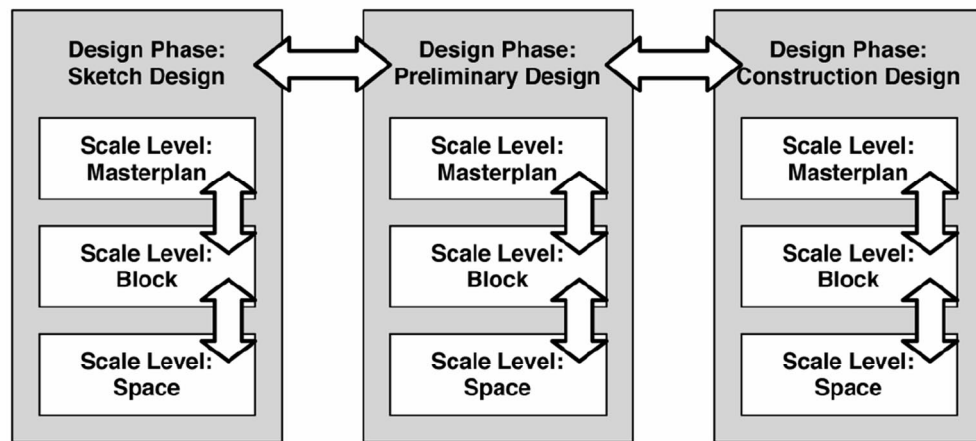 Design Phase:
Sketch Design
Scale Level:
Masterplan
Scale Level:
Block
Scale Level:
Space
Design Phase:
Preliminary Design
Scale Level:
Masterplan
Scale Level:
Block
Scale Level:
Space
Design Phase:
Construction Design
Scale Level:
Masterplan
Scale Level:
Block
Scale Level:
Space